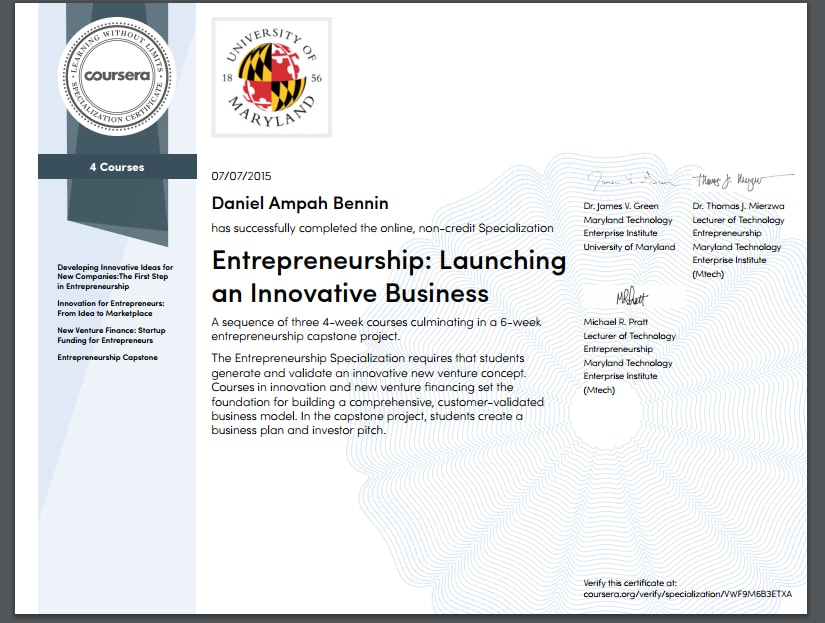 LEARNING WITHOUT LIMITS
coursera
SPECIALIZATION CERTIFICATE
4 Courses
Developing Innovative Ideas for
New Companies:The First Step
in Entrepreneurship
Innovation for Entrepreneurs:
From Idea to Marketplace
New Venture Finance: Startup
Funding for Entrepreneurs
Entrepreneurship Capstone
UNIVERSITY OF
18 56
MARYLAND
07/07/2015
Daniel Ampah Bennin
has successfully completed the online, non-credit Specialization
Entrepreneurship: Launching
an Innovative Business
A sequence of three 4-week courses culminating in a 6-week
entrepreneurship capstone project.
The Entrepreneurship Specialization requires that students
generate and validate an innovative new venture concept.
Courses in innovation and new venture financing set the
foundation for building a comprehensive, customer-validated
business model. In the capstone project, students create a
business plan and investor pitch.
Dr. James V. Green
Maryland Technology
Enterprise Institute
University of Maryland
Thomas J. Mierzwa
Dr. Thomas J. Mierzwa
Lecturer of Technology
Entrepreneurship
Maryland Technology
Enterprise Institute
(Mtech)
MRPratt
Michael R. Pratt
Lecturer of Technology
Entrepreneurship
Maryland Technology
Enterprise Institute
(Mtech)
Verify this certificate at:
coursera.org/verify/specialization/VWF9M6B3ETXA